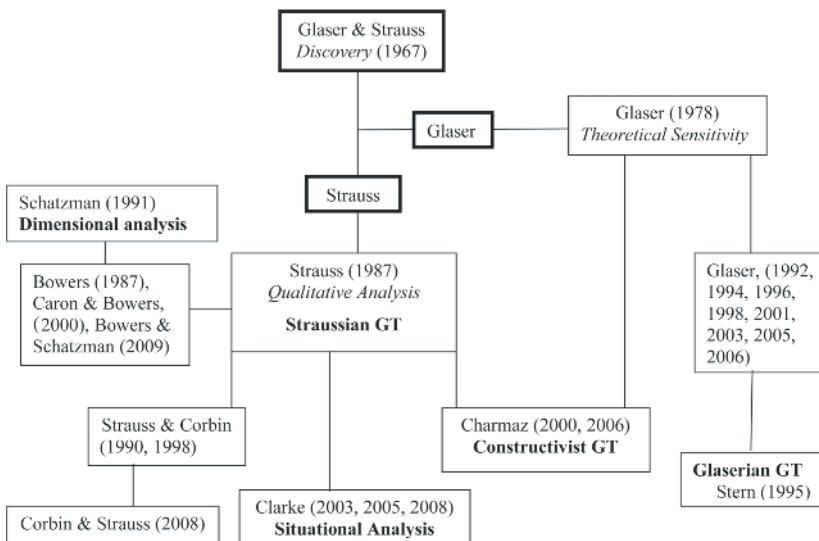 Glaser & Strauss
Discovery (1967)
Glaser
Glaser (1978)
Theoretical Sensitivity
Strauss
Schatzman (1991)
Dimensional analysis
Bowers (1987),
Caron & Bowers,
(2000), Bowers &
Schatzman (2009)
Strauss (1987)
Qualitative Analysis
Straussian GT
Glaser, (1992,
1994, 1996,
1998, 2001,
2003, 2005,
2006)
Strauss & Corbin
(1990, 1998)
Charmaz (2000, 2006)
Constructivist GT
Glaserian GT
Stern (1995)
Corbin & Strauss (2008)
Clarke (2003, 2005, 2008)
Situational Analysis